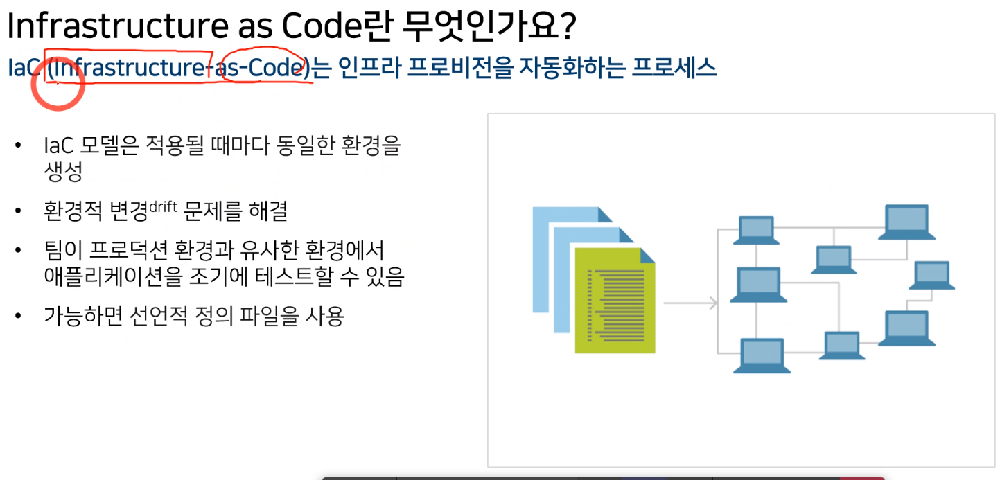 Infrastructure as Code란 무엇인가요?
IaC (Infrastructure-as-Code)는 인프라 프로비전을 자동화하는 프로세스
• IaC 모델은 적용될 때마다 동일한 환경을
생성
• 환경적 변경drift 문제를 해결
• 팀이 프로덕션 환경과 유사한 환경에서
애플리케이션을 조기에 테스트할 수 있음
• 가능하면 선언적 정의 파일을 사용